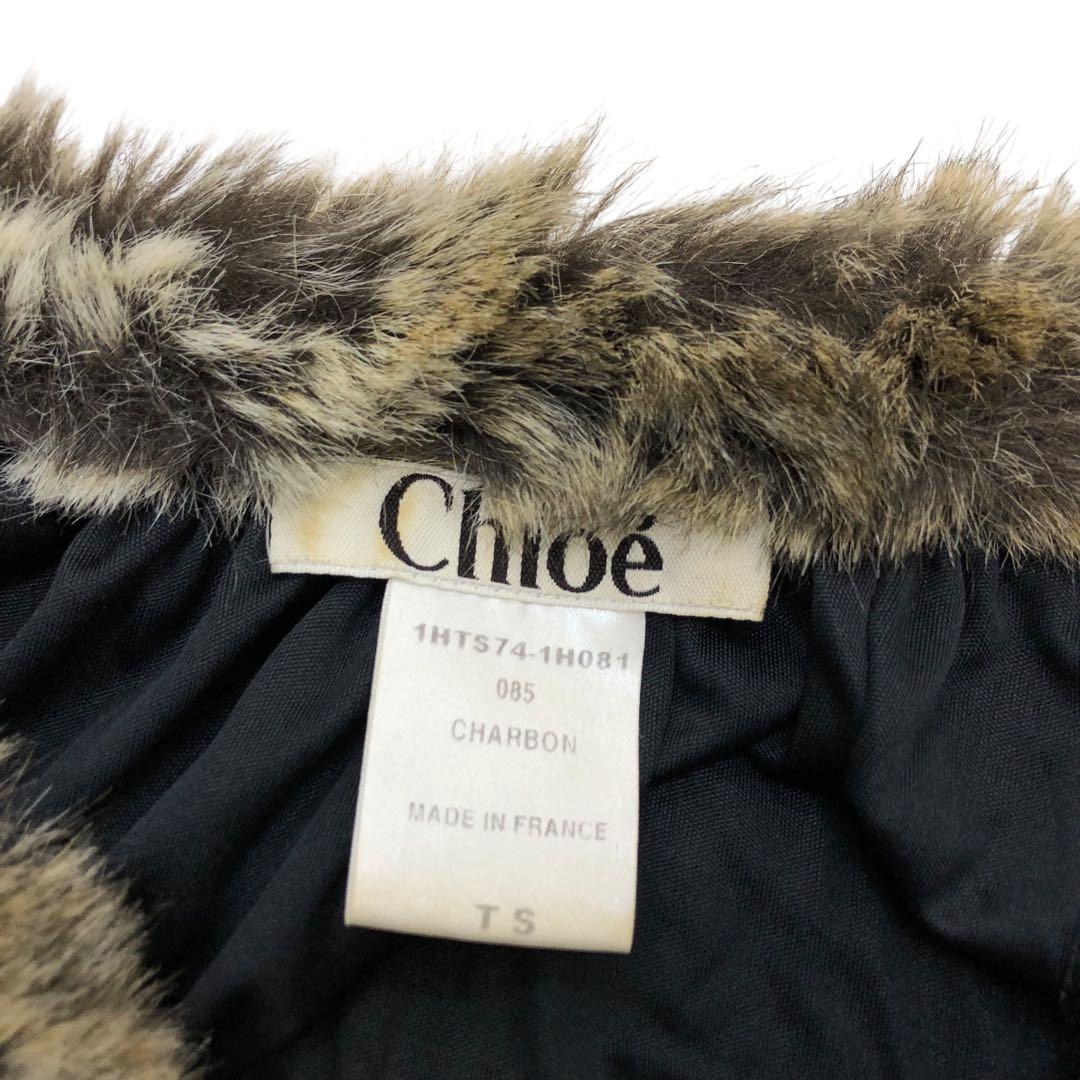 Chloé
1HTS74-1H081
085
CHARBON
MADE IN FRANCE
TS